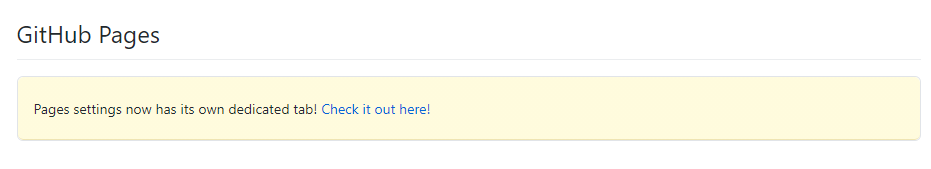 GitHub Pages
Pages settings now has its own dedicated tab! Check it out here!